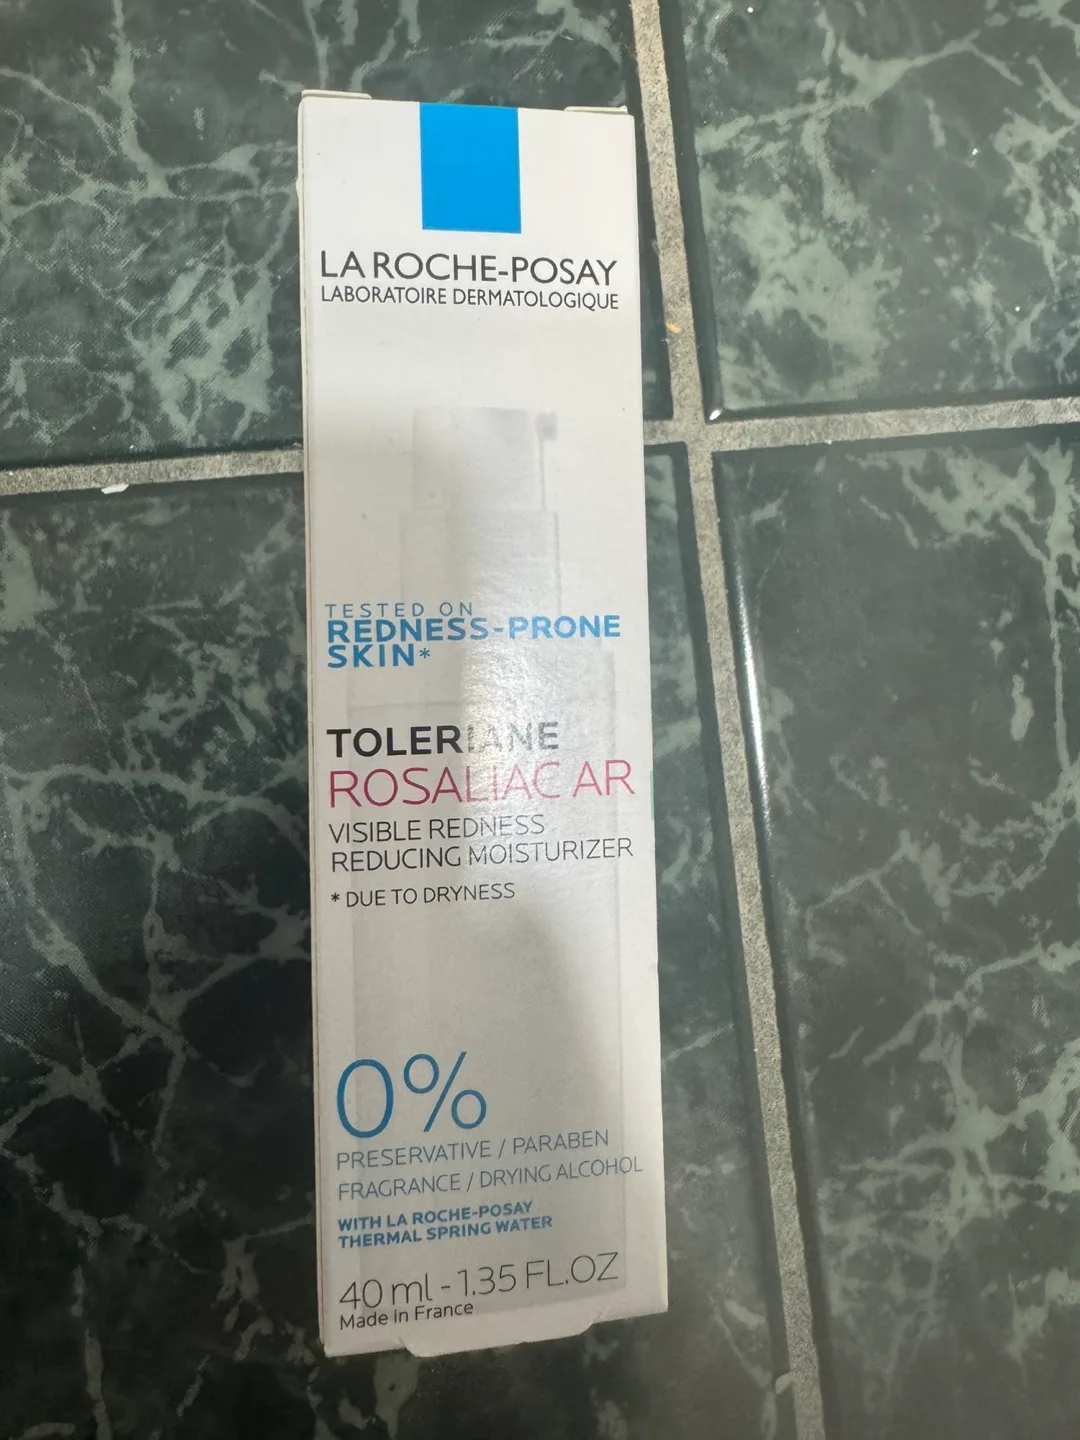 LA ROCHE-POSAY
LABORATOIRE DERMATOLOGIQUE
TESTED ON
REDNESS-PRONE
SKIN*
TOLERIANE
ROSALIAC AR
VISIBLE REDNESS
REDUCING MOISTURIZER
* DUE TO DRYNESS
0%
PRESERVATIVE / PARABEN
FRAGRANCE / DRYING ALCOHOL
WITH LA ROCHE-POSAY
THERMAL SPRING WATER
40 ml - 1.35 FL.OZ
Made in France